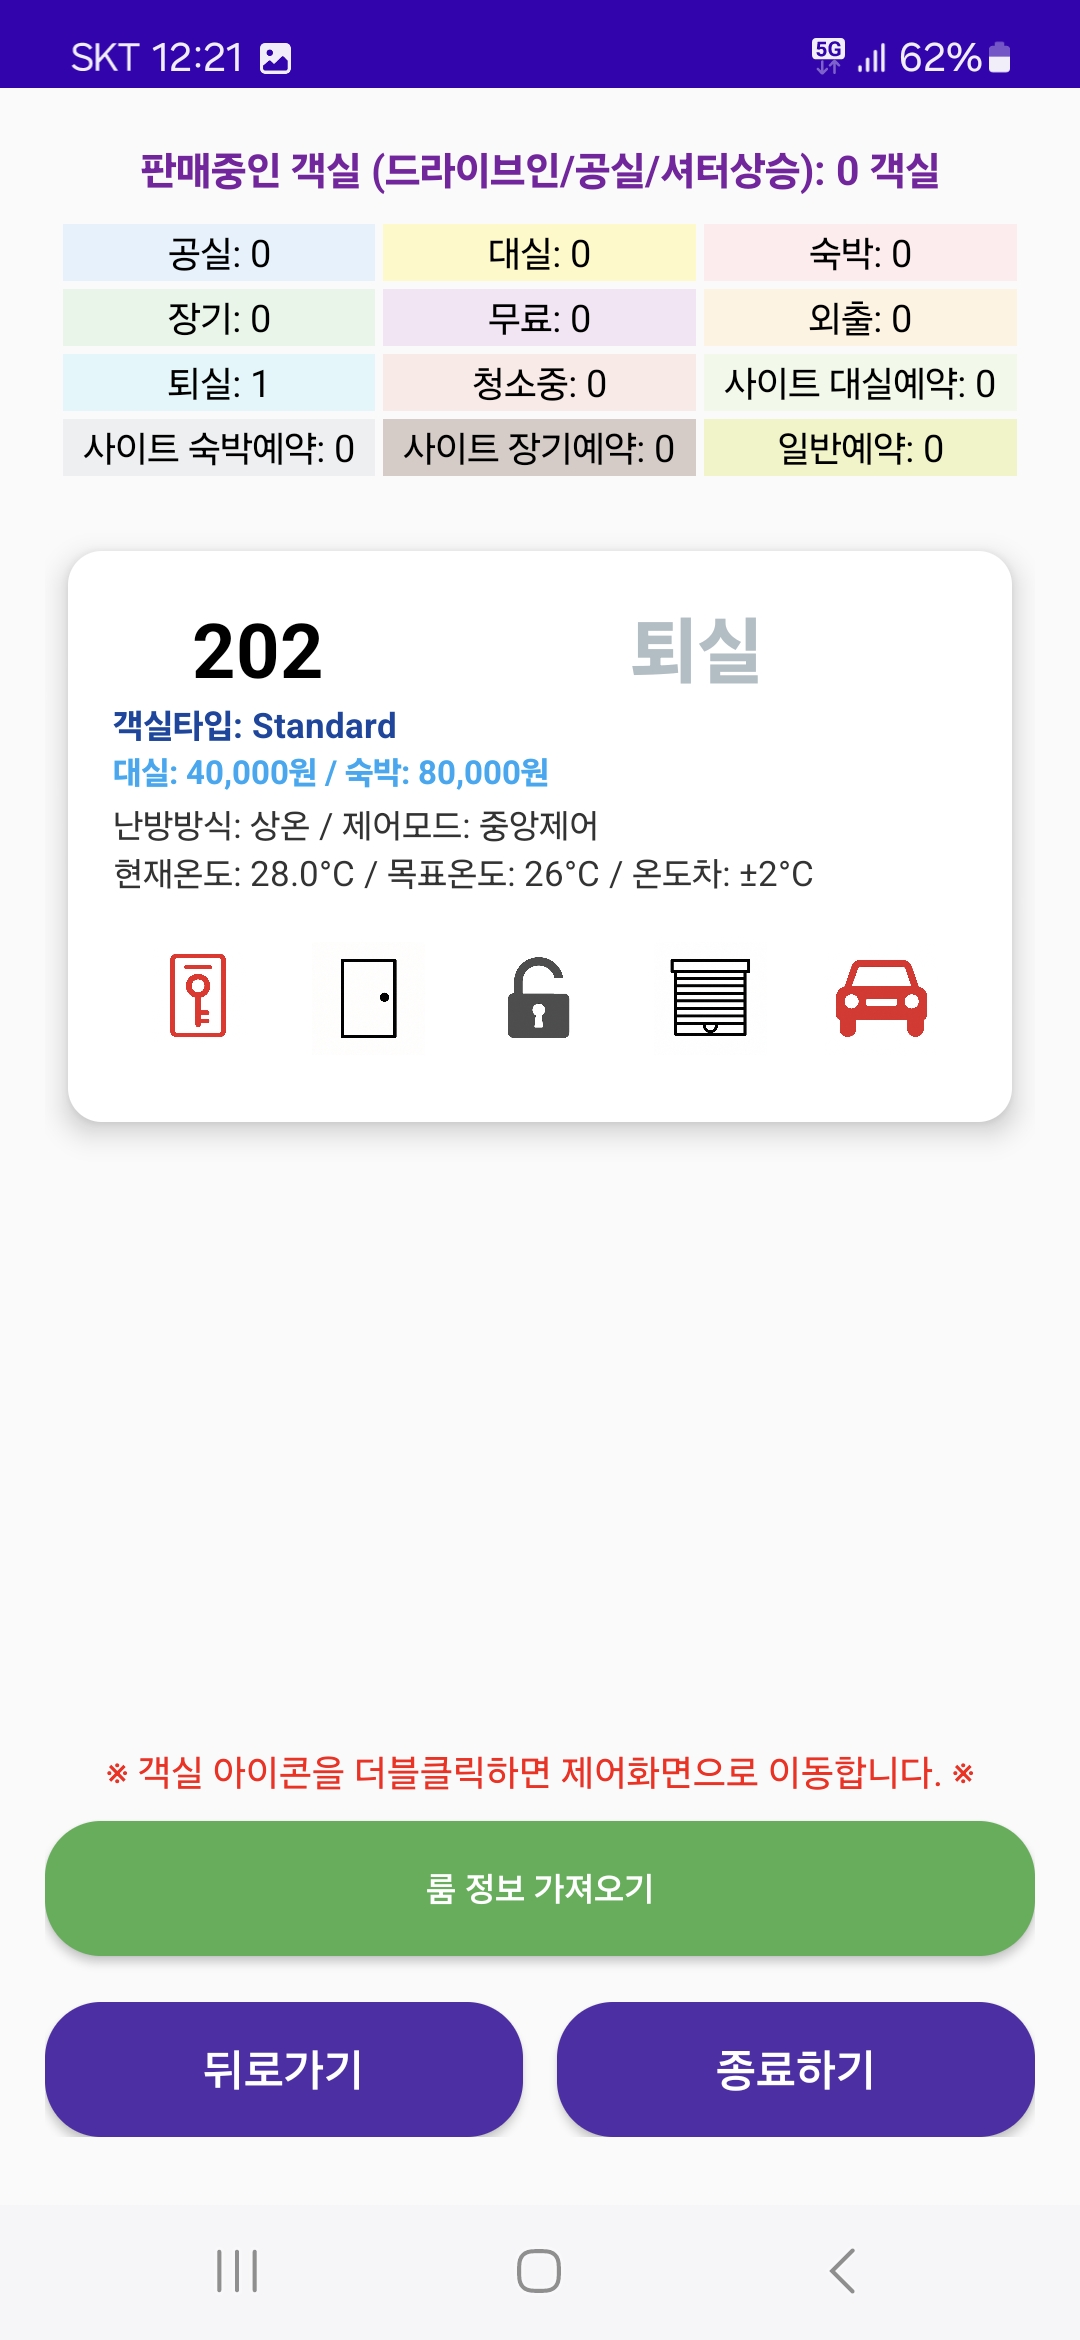 SKT 12:21 5G 62%
판매중인 객실 (드라이브인/공실/셔터상승): 0 객실
공실: 0 대실: 0 숙박: 0
장기: 0 무료: 0 외출: 0
퇴실: 1 청소중: 0 사이트 대실예약: 0
사이트 숙박예약: 0 사이트 장기예약: 0 일반예약: 0
202 퇴실
객실타입: Standard
대실: 40,000원 / 숙박: 80,000원
난방방식: 상온 / 제어모드: 중앙제어
현재온도: 28.0°C / 목표온도: 26°C / 온도차: ±2°C
※ 객실 아이콘을 더블클릭하면 제어화면으로 이동합니다. ※
룸 정보 가져오기
뒤로가기 종료하기